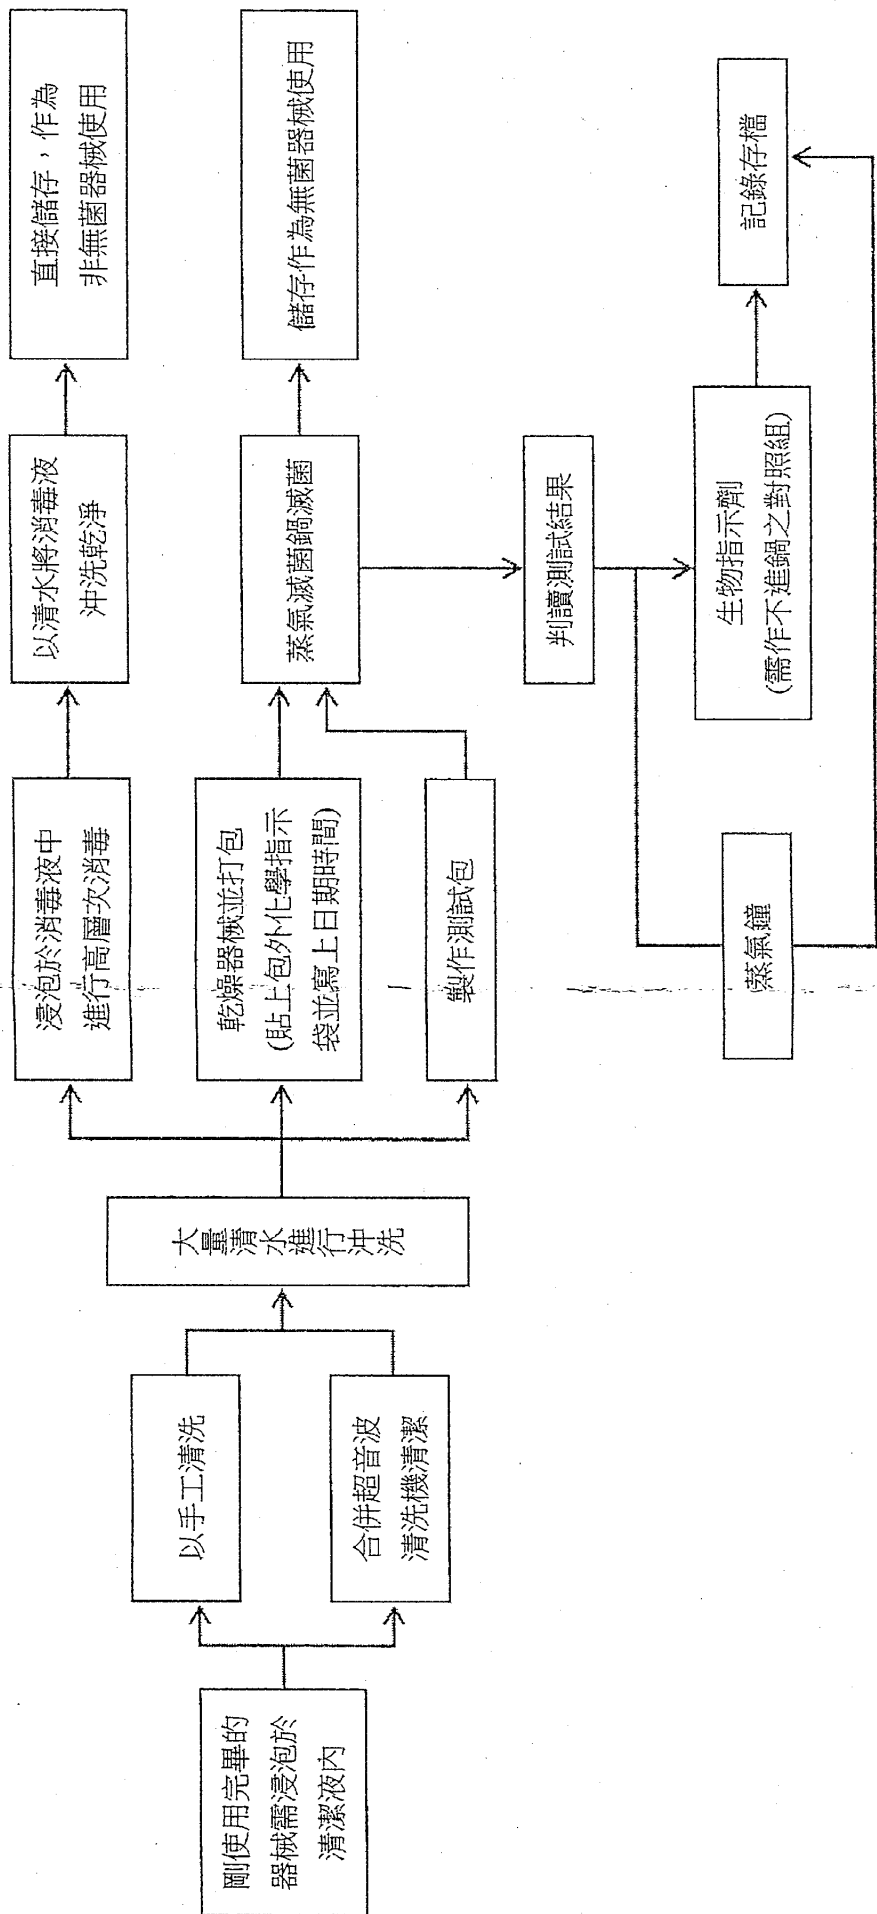 剛使用完畢的
器械需浸泡於
清潔液內
以手工清洗
合併超音波
清洗機清潔
大量清水進行沖洗
浸泡於消毒液中
進行高層次消毒
以清水將消毒液
沖洗乾淨
直接儲存，作為
非無菌器械使用
乾燥器械並打包
(貼上包外化學指示
袋並寫上日期時間)
製作測試包
蒸氣滅菌鍋滅菌
儲存作為無菌器械使用
判讀測試結果
蒸氣鐘
生物指示劑
(需作不進鍋之對照組)
記錄存檔